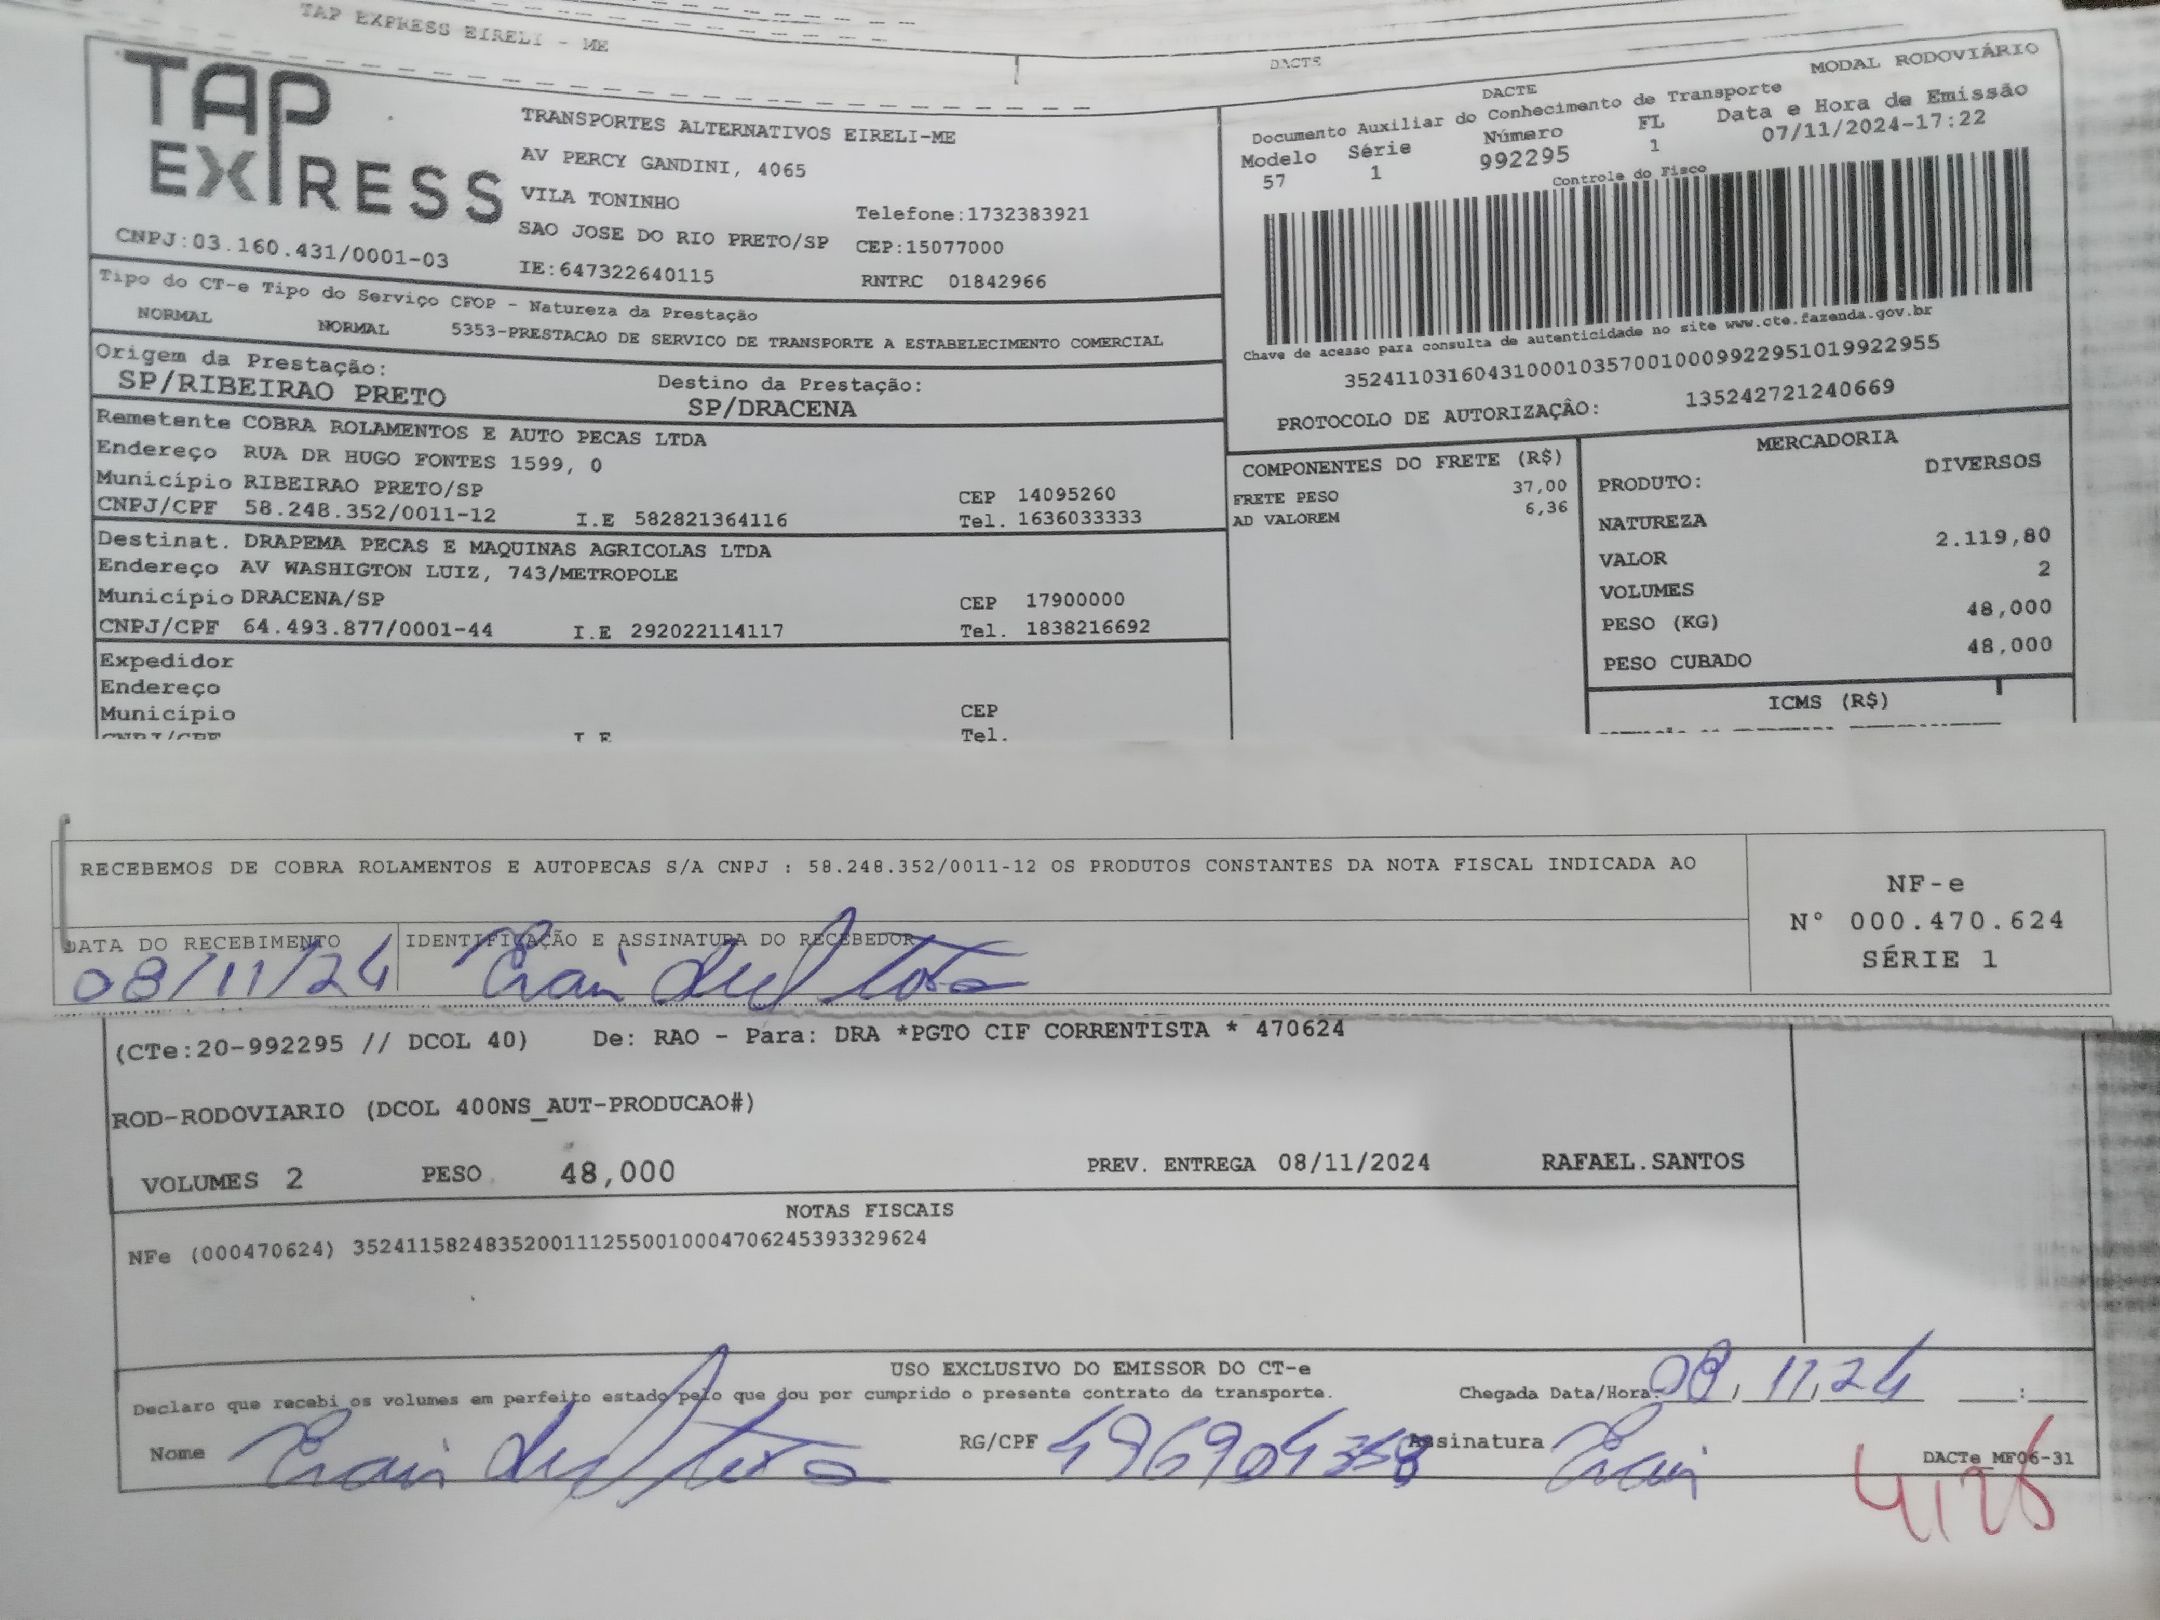 TAP EXPRESS EIRELI - ME
DACTE
TAP
EXPRESS
CNPJ:03.160.431/0001-03
TRANSPORTES ALTERNATIVOS EIRELI-ME
AV PERCY GANDINI, 4065
VILA TONINHO
Telefone:1732383921
SAO JOSE DO RIO PRETO/SP CEP:15077000
IE:647322640115 RNTRC 01842966
DACTE MODAL RODOVIÁRIO
Documento Auxiliar do Conhecimento de Transporte
Modelo Série Número FL Data e Hora de Emissão
57 1 992295 1 07/11/2024-17:22
Controle do Fisco
Chave de acesso para consulta de autenticidade no site www.cte.fazenda.gov.br
35241103160431000103570010009922951019922955
PROTOCOLO DE AUTORIZAÇÂO: 135242721240669
Tipo do CT-e Tipo do Serviço CFOP - Natureza da Prestação
NORMAL NORMAL 5353-PRESTACAO DE SERVICO DE TRANSPORTE A ESTABELECIMENTO COMERCIAL
Origem da Prestação: Destino da Prestação:
SP/RIBEIRAO PRETO SP/DRACENA
Remetente COBRA ROLAMENTOS E AUTO PECAS LTDA
Endereço RUA DR HUGO FONTES 1599, 0
Município RIBEIRAO PRETO/SP CEP 14095260
CNPJ/CPF 58.248.352/0011-12 I.E 582821364116 Tel. 1636033333
Destinat. DRAPEMA PECAS E MAQUINAS AGRICOLAS LTDA
Endereço AV WASHIGTON LUIZ, 743/METROPOLE
Município DRACENA/SP CEP 17900000
CNPJ/CPF 64.493.877/0001-44 I.E 292022114117 Tel. 1838216692
Expedidor
Endereço
Município CEP
CNPJ/CPF I.E Tel.
COMPONENTES DO FRETE (R$)
FRETE PESO 37,00
AD VALOREM 6,36
MERCADORIA
PRODUTO: DIVERSOS
NATUREZA
VALOR 2.119,80
VOLUMES 2
PESO (KG) 48,000
PESO CUBADO 48,000
ICMS (R$)
RECEBEMOS DE COBRA ROLAMENTOS E AUTOPECAS S/A CNPJ : 58.248.352/0011-12 OS PRODUTOS CONSTANTES DA NOTA FISCAL INDICADA AO
NF-e
N° 000.470.624
SÉRIE 1
DATA DO RECEBIMENTO IDENTIFICAÇÃO E ASSINATURA DO RECEBEDOR
08/11/24
(CTe:20-992295 // DCOL 40) De: RAO - Para: DRA *PGTO CIF CORRENTISTA * 470624
ROD-RODOVIARIO (DCOL 400NS_AUT-PRODUCAO#)
VOLUMES 2 PESO 48,000 PREV. ENTREGA 08/11/2024 RAFAEL.SANTOS
NOTAS FISCAIS
NFe (000470624) 35241158248352001112550010004706245393329624
USO EXCLUSIVO DO EMISSOR DO CT-e
Declaro que recebi os volumes em perfeito estado pelo que dou por cumprido o presente contrato de transporte. Chegada Data/Hora: 08/11/24 __:__
Nome RG/CPF Assinatura DACTe_MF06-31